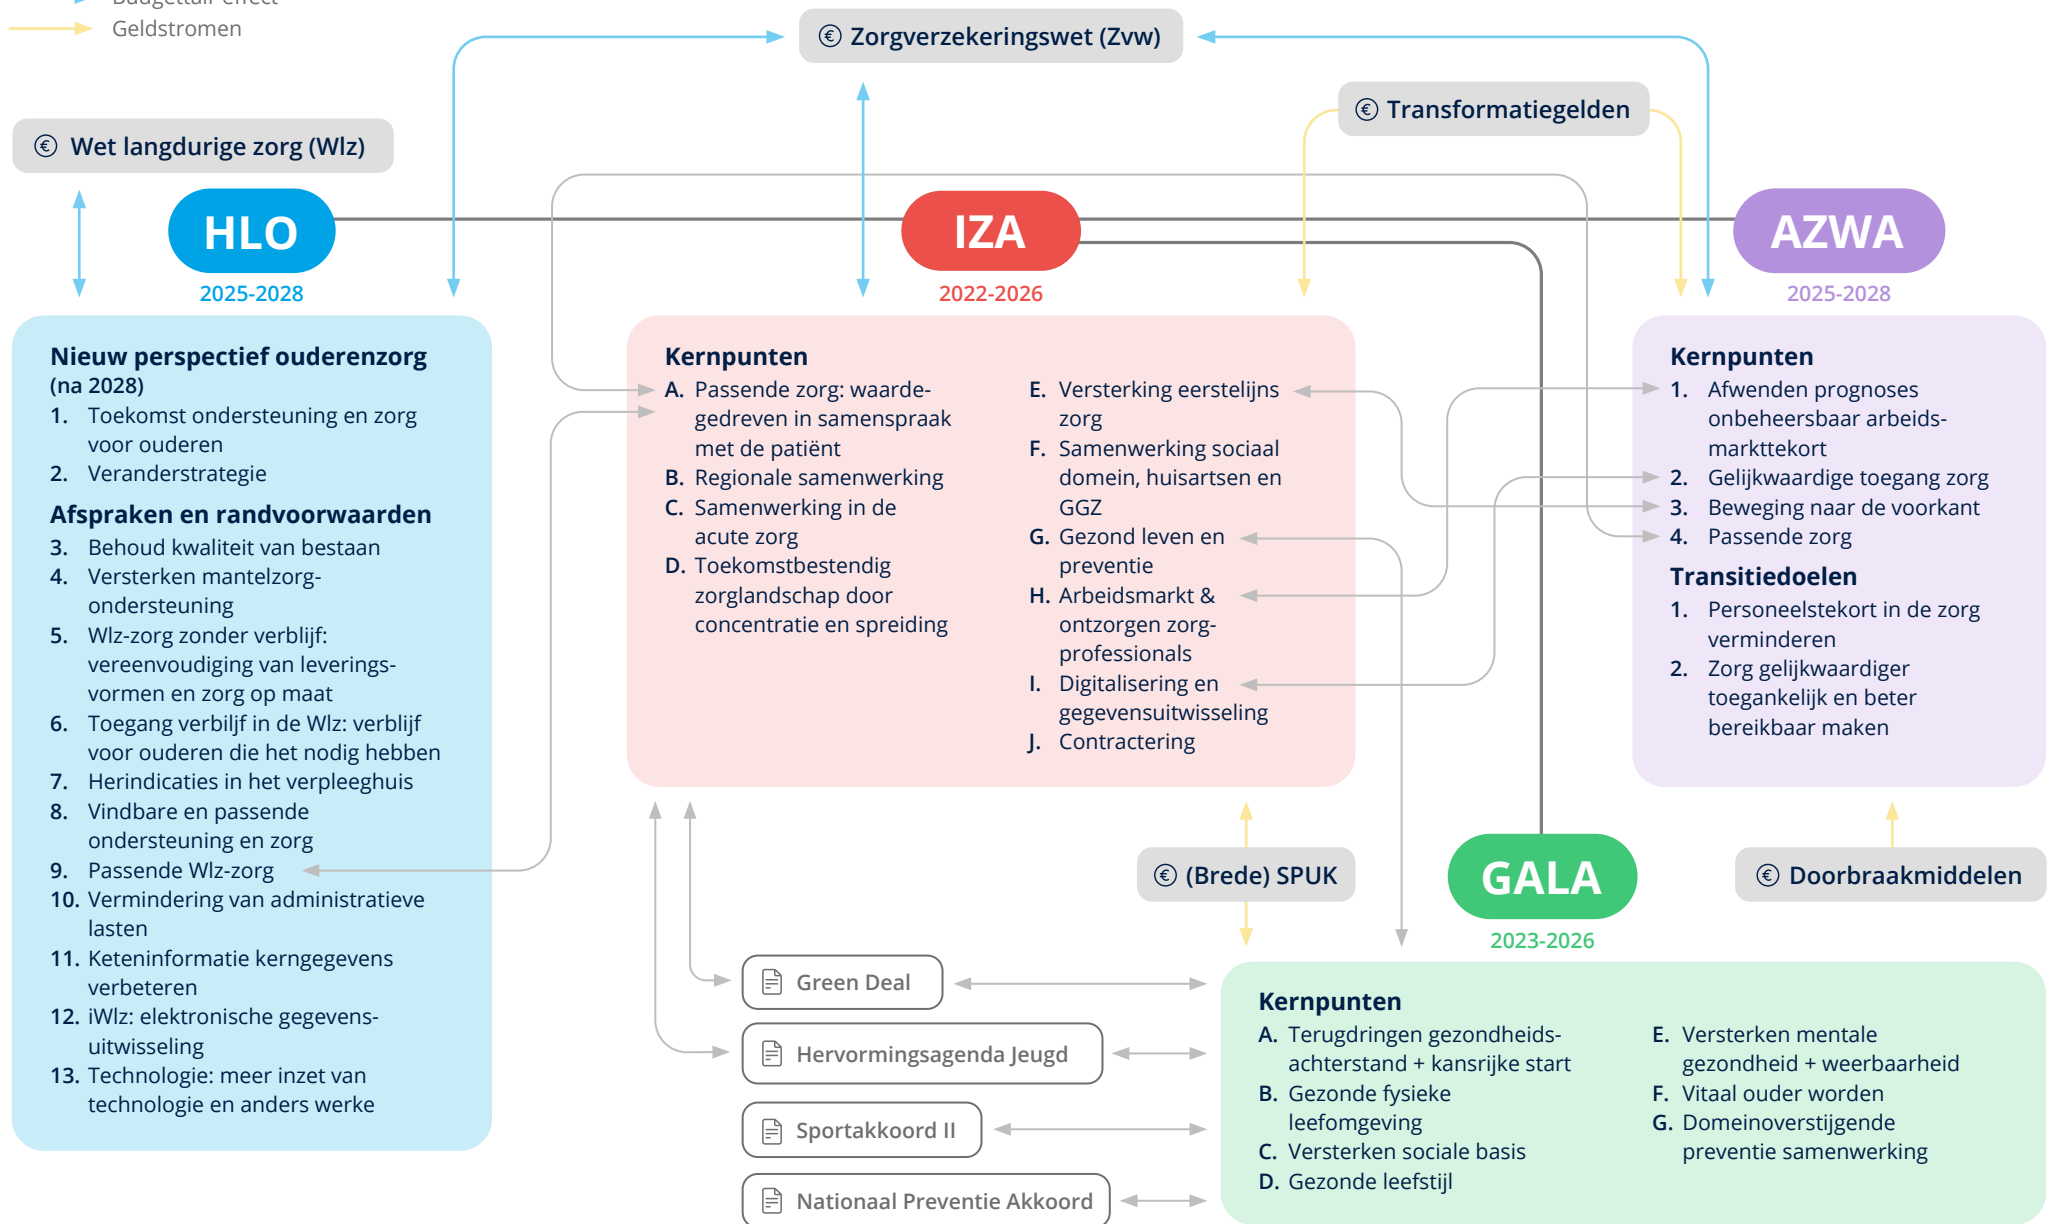 Budgettair effect
Geldstromen
Zorgverzekeringswet (Zvw)
Transformatiegelden
Wet langdurige zorg (Wlz)
HLO
2025-2028
IZA
2022-2026
AZWA
2025-2028
Nieuw perspectief ouderenzorg
(na 2028)
1. Toekomst ondersteuning en zorg
voor ouderen
2. Veranderstrategie
Afspraken en randvoorwaarden
3. Behoud kwaliteit van bestaan
4. Versterken mantelzorg-
ondersteuning
5. Wlz-zorg zonder verblijf:
vereenvoudiging van leverings-
vormen en zorg op maat
6. Toegang verbiljf in de Wlz: verblijf
voor ouderen die het nodig hebben
7. Herindicaties in het verpleeghuis
8. Vindbare en passende
ondersteuning en zorg
9. Passende Wlz-zorg
10. Vermindering van administratieve
lasten
11. Keteninformatie kerngegevens
verbeteren
12. iWlz: elektronische gegevens-
uitwisseling
13. Technologie: meer inzet van
technologie en anders werke
Kernpunten
A. Passende zorg: waarde-
gedreven in samenspraak
met de patiënt
B. Regionale samenwerking
C. Samenwerking in de
acute zorg
D. Toekomstbestendig
zorglandschap door
concentratie en spreiding
E. Versterking eerstelijns
zorg
F. Samenwerking sociaal
domein, huisartsen en
GGZ
G. Gezond leven en
preventie
H. Arbeidsmarkt &
ontzorgen zorg-
professionals
I. Digitalisering en
gegevensuitwisseling
J. Contractering
Kernpunten
1. Afwenden prognoses
onbeheersbaar arbeids-
markttekort
2. Gelijkwaardige toegang zorg
3. Beweging naar de voorkant
4. Passende zorg
Transitiedoelen
1. Personeelstekort in de zorg
verminderen
2. Zorg gelijkwaardiger
toegankelijk en beter
bereikbaar maken
(Brede) SPUK
GALA
2023-2026
Doorbraakmiddelen
Green Deal
Hervormingsagenda Jeugd
Sportakkoord II
Nationaal Preventie Akkoord
Kernpunten
A. Terugdringen gezondheids-
achterstand + kansrijke start
B. Gezonde fysieke
leefomgeving
C. Versterken sociale basis
D. Gezonde leefstijl
E. Versterken mentale
gezondheid + weerbaarheid
F. Vitaal ouder worden
G. Domeinoverstijgende
preventie samenwerking